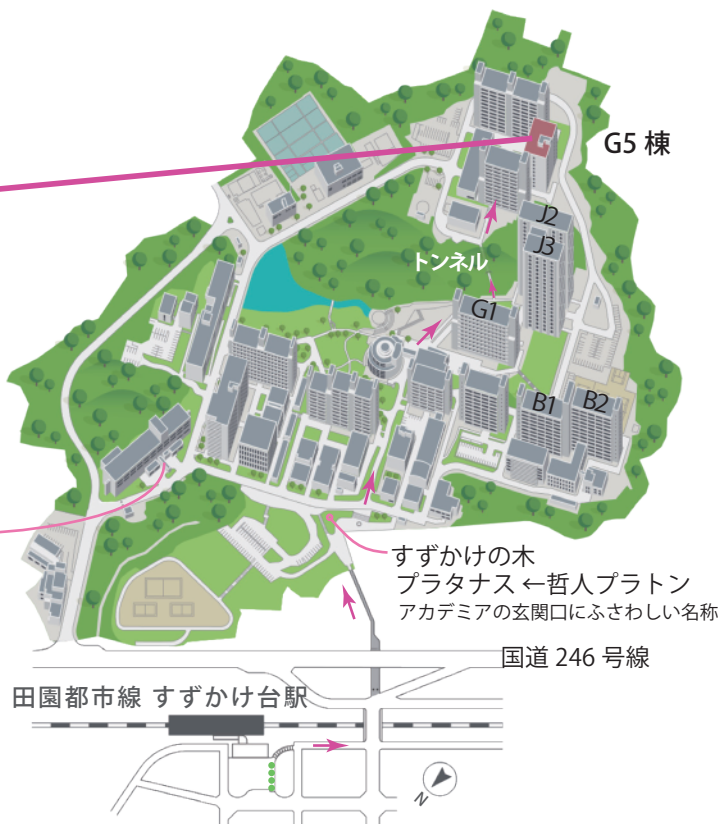 G5 棟
J2
J3
トンネル
G1
B1
B2
すずかけの木
プラタナス ←哲人プラトン
アカデミアの玄関口にふさわしい名称
国道 246 号線
田園都市線 すずかけ台駅
N